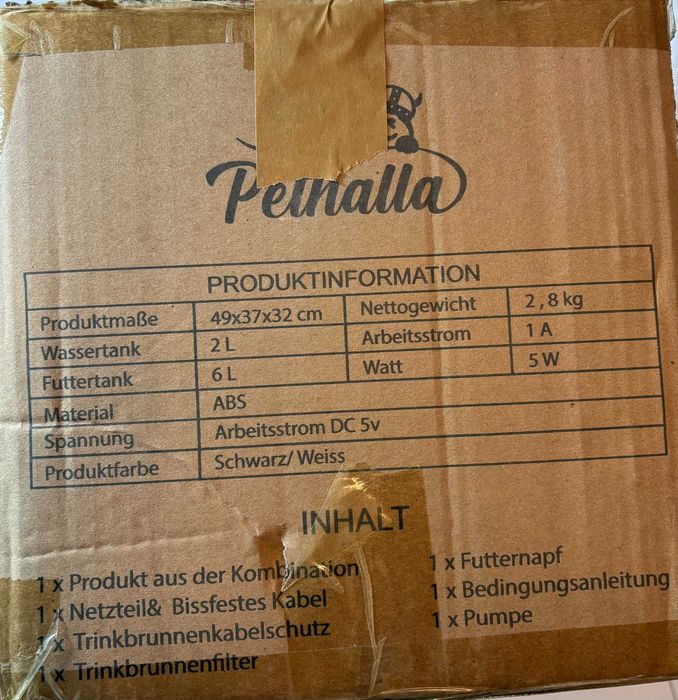 Pelhalla
PRODUKTINFORMATION
Produktmaße 49x37x32 cm Nettogewicht 2,8 kg
Wassertank 2 L Arbeitsstrom 1 A
Futtertank 6 L Watt 5 W
Material ABS
Spannung Arbeitsstrom DC 5v
Produktfarbe Schwarz/ Weiss
INHALT
1 x Produkt aus der Kombination
1 x Netzteil& Bissfestes Kabel
1 x Trinkbrunnenkabelschutz
1 x Trinkbrunnenfilter
1 x Futternapf
1 x Bedingungsanleitung
1 x Pumpe